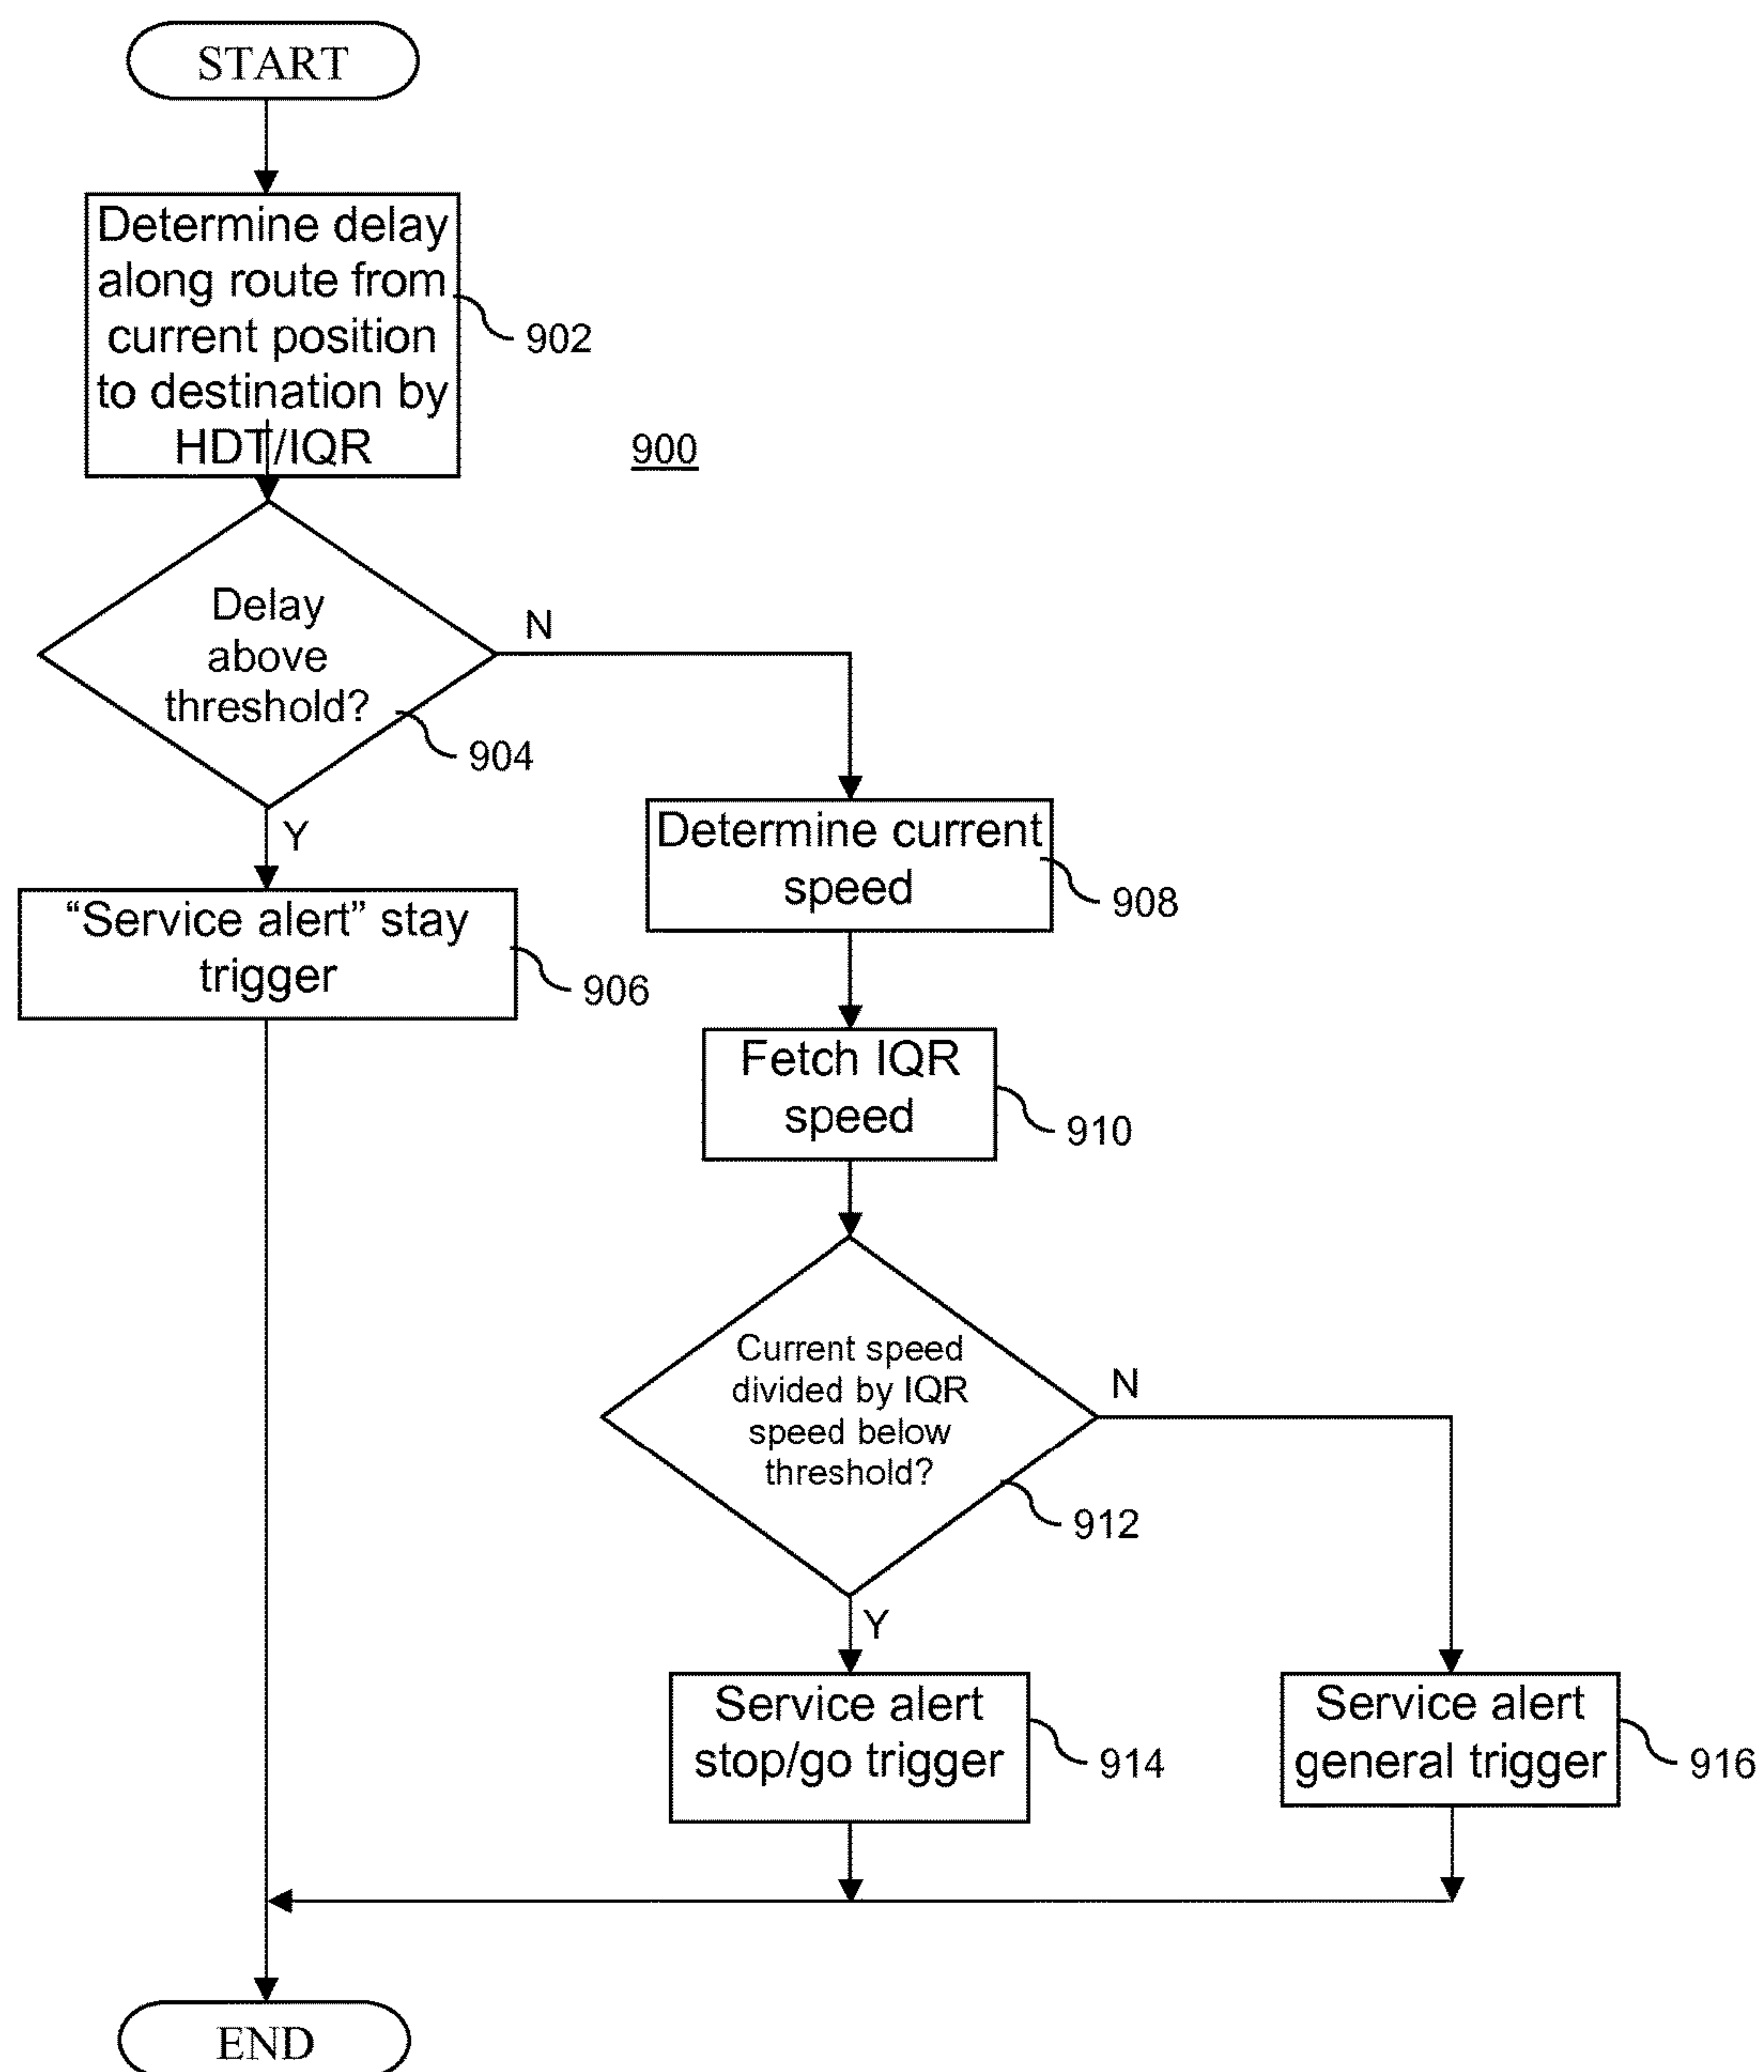 START
Determine delay
along route from
current position
to destination by
HDT/IQR
902
900
Delay
above
threshold?
N
904
Y
"Service alert" stay
trigger
906
Determine current
speed
908
Fetch IQR
speed
910
Current speed
divided by IQR
speed below
threshold?
N
912
Y
Service alert
stop/go trigger
914
Service alert
general trigger
916
END